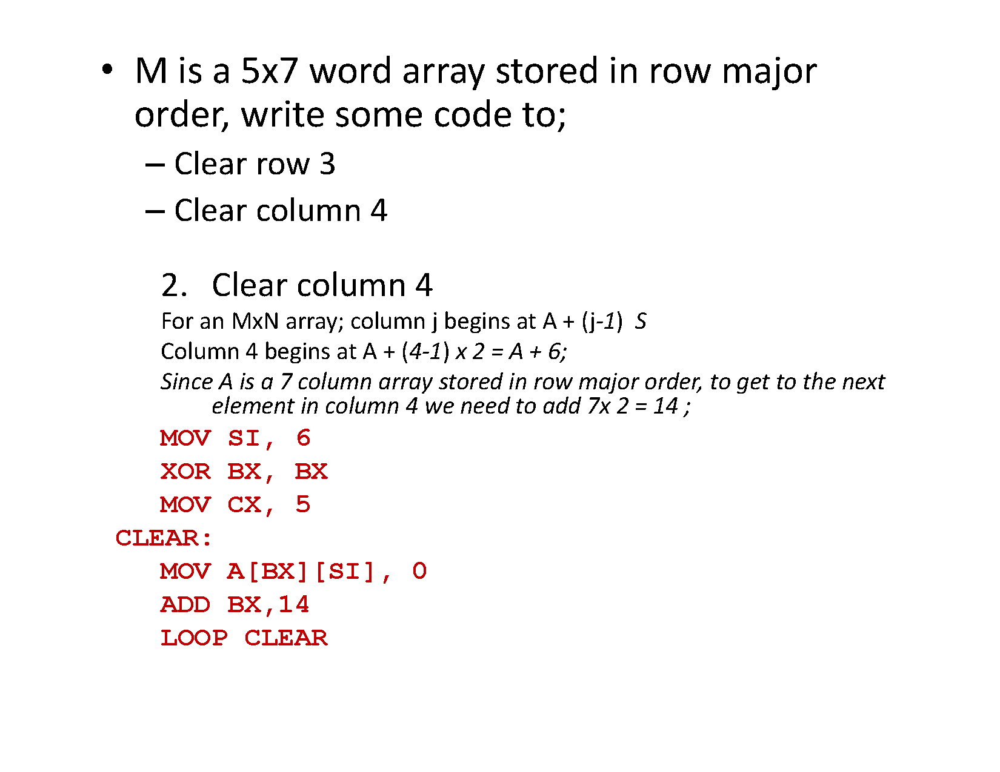 • M is a 5x7 word array stored in row major
order, write some code to;
– Clear row 3
– Clear column 4
2. Clear column 4
For an MxN array; column j begins at A + (j-1) S
Column 4 begins at A + (4-1) x 2 = A + 6;
Since A is a 7 column array stored in row major order, to get to the next
element in column 4 we need to add 7x 2 = 14 ;
MOV SI, 6
XOR BX, BX
MOV CX, 5
CLEAR:
MOV A[BX][SI], 0
ADD BX,14
LOOP CLEAR